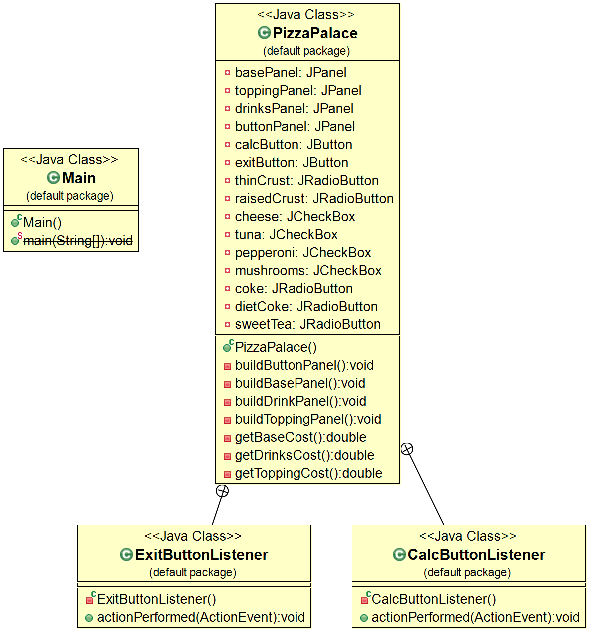 <<Java Class>>
PizzaPalace
(default package)
basePanel: JPanel
toppingPanel: JPanel
drinksPanel: JPanel
buttonPanel: JPanel
calcButton: JButton
exitButton: JButton
thinCrust: JRadioButton
raisedCrust: JRadioButton
cheese: JCheckBox
tuna: JCheckBox
pepperoni: JCheckBox
mushrooms: JCheckBox
coke: JRadioButton
dietCoke: JRadioButton
sweetTea: JRadioButton
PizzaPalace()
buildButtonPanel():void
buildBasePanel():void
buildDrinkPanel():void
buildToppingPanel():void
getBaseCost():double
getDrinksCost():double
getToppingCost():double
<<Java Class>>
Main
(default package)
Main()
main(String[]):void
<<Java Class>>
ExitButtonListener
(default package)
ExitButtonListener()
actionPerformed(ActionEvent):void
<<Java Class>>
CalcButtonListener
(default package)
CalcButtonListener()
actionPerformed(ActionEvent):void